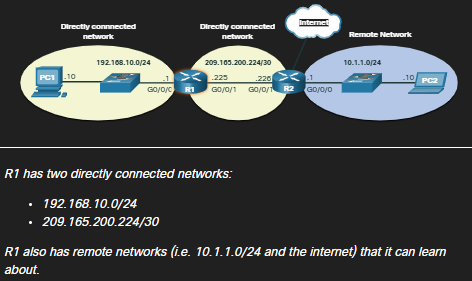 Directly connnected
network
Directly connnected
network
Internet
Remote Network
192.168.10.0/24
209.165.200.224/30
10.1.1.0/24
PC1
.10
.1
R1
.225
.226
R2
.1
.10
PC2
G0/0/0
G0/0/1
G0/0/1
G0/0/0
R1 has two directly connected networks:
• 192.168.10.0/24
• 209.165.200.224/30
R1 also has remote networks (i.e. 10.1.1.0/24 and the internet) that it can learn
about.